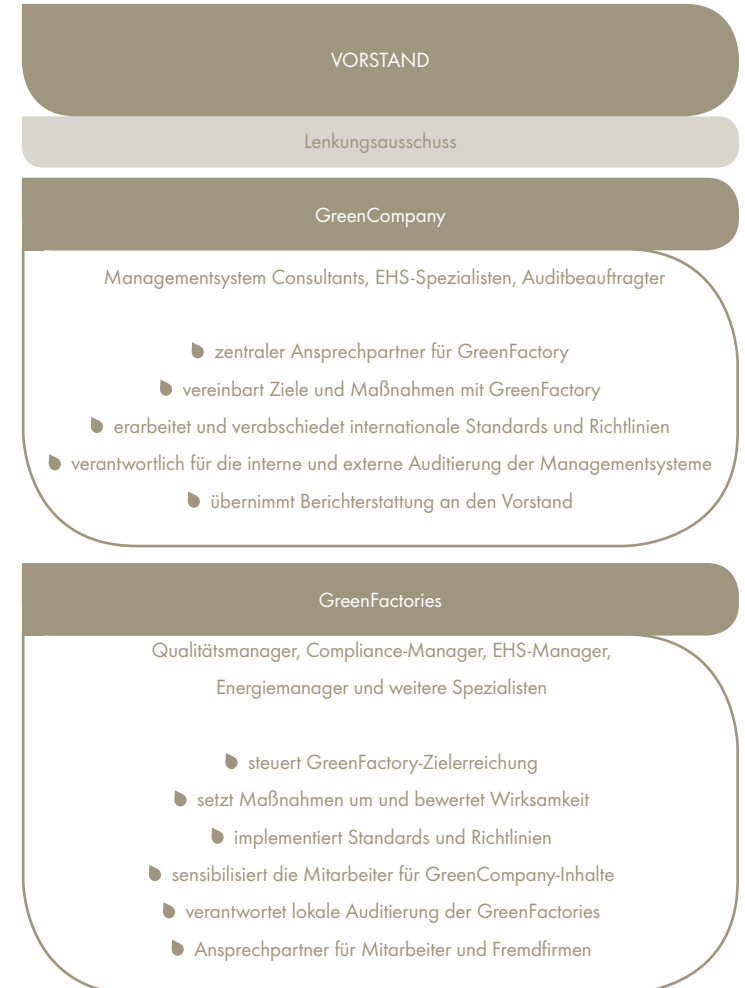 VORSTAND
Lenkungsausschuss
GreenCompany
Managementsystem Consultants, EHS-Spezialisten, Auditbeauftragter
zentraler Ansprechpartner für GreenFactory
vereinbart Ziele und Maßnahmen mit GreenFactory
erarbeitet und verabschiedet internationale Standards und Richtlinien
verantwortlich für die interne und externe Auditierung der Managementsysteme
übernimmt Berichterstattung an den Vorstand
GreenFactories
Qualitätsmanager, Compliance-Manager, EHS-Manager,
Energiemanager und weitere Spezialisten
steuert GreenFactory-Zielerreichung
setzt Maßnahmen um und bewertet Wirksamkeit
implementiert Standards und Richtlinien
sensibilisiert die Mitarbeiter für GreenCompany-Inhalte
verantwortet lokale Auditierung der GreenFactories
Ansprechpartner für Mitarbeiter und Fremdfirmen